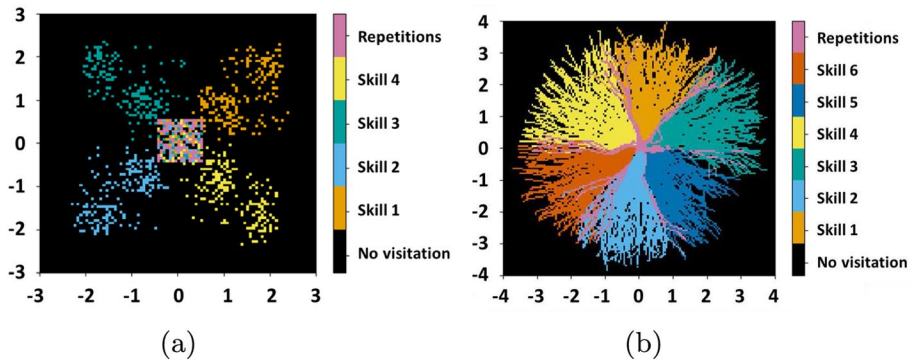 3
2
1
0
-1
-2
-3
-3 -2 -1 0 1 2 3
Repetitions
Skill 4
Skill 3
Skill 2
Skill 1
No visitation
(a)
4
3
2
1
0
-1
-2
-3
-4
-4 -3 -2 -1 0 1 2 3 4
Repetitions
Skill 6
Skill 5
Skill 4
Skill 3
Skill 2
Skill 1
No visitation
(b)